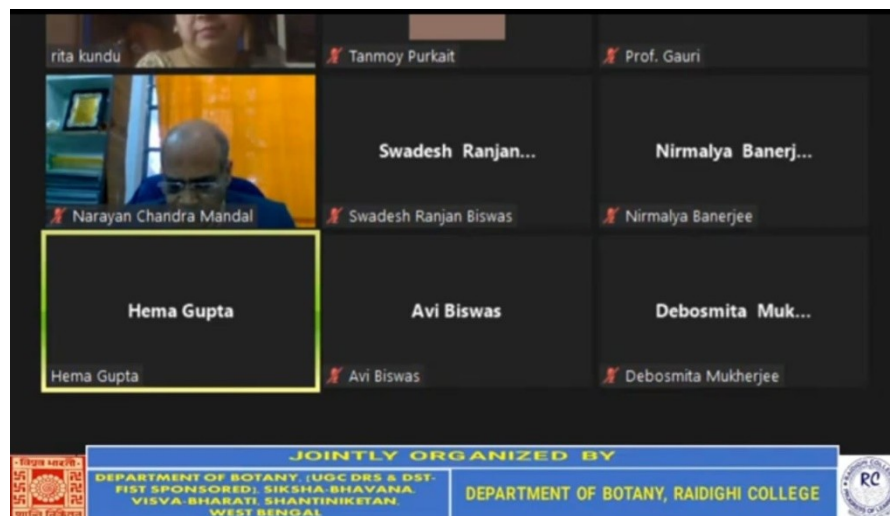 rita kundu
Tanmoy Purkait
Prof. Gauri
Swadesh Ranjan...
Nirmalya Banerj...
Narayan Chandra Mandal
Swadesh Ranjan Biswas
Nirmalya Banerjee
Hema Gupta
Avi Biswas
Debosmita Muk...
Hema Gupta
Avi Biswas
Debosmita Mukherjee
JOINTLY ORGANIZED BY
DEPARTMENT OF BOTANY, (UGC DRS & DST-
FIST SPONSORED), SIKSHA-BHAVANA,
VISVA-BHARATI, SHANTINIKETAN,
WEST BENGAL
DEPARTMENT OF BOTANY, RAIDIGHI COLLEGE
RC